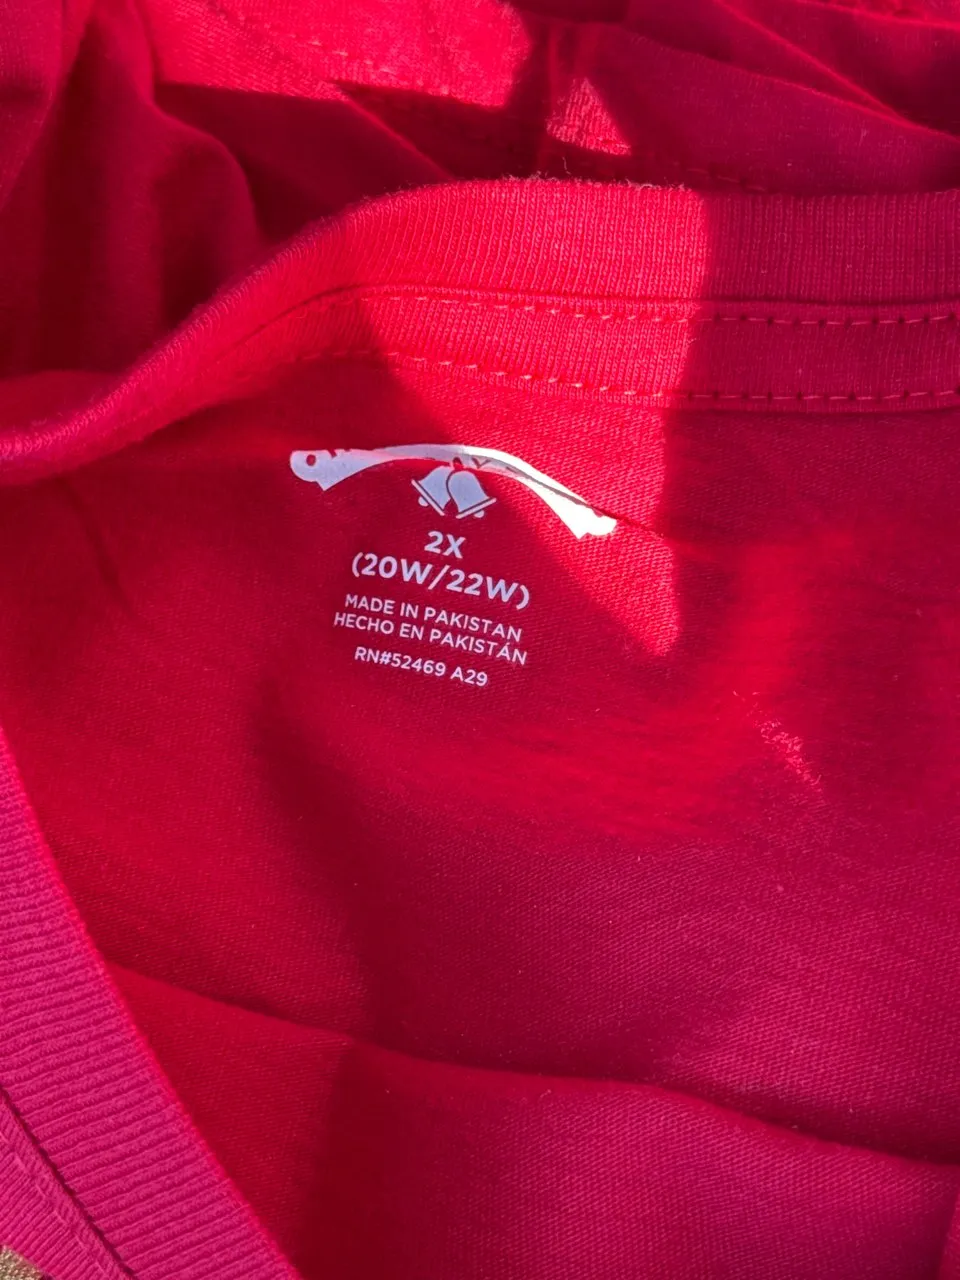 2X
(20W/22W)
MADE IN PAKISTAN
HECHO EN PAKISTÁN
RN#52469 A29